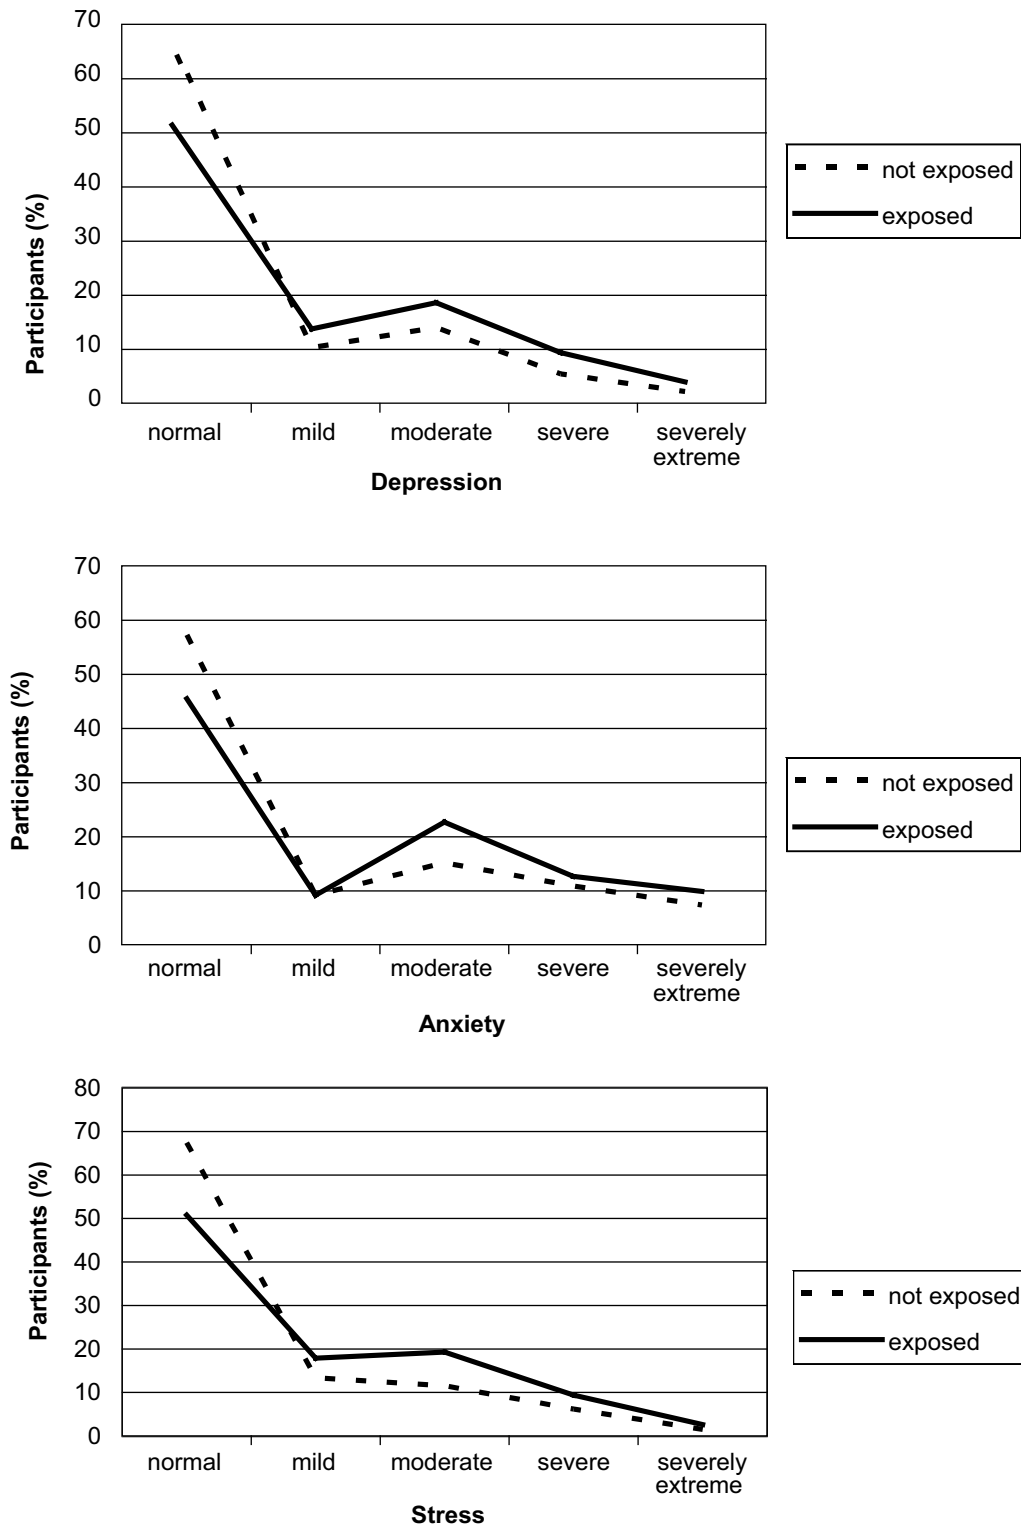 70
60
50
40
30
20
10
0
Participants (%)
normal mild moderate severe severely
extreme
Depression
not exposed
exposed
70
60
50
40
30
20
10
0
Participants (%)
normal mild moderate severe severely
extreme
Anxiety
not exposed
exposed
80
70
60
50
40
30
20
10
0
Participants (%)
normal mild moderate severe severely
extreme
Stress
not exposed
exposed